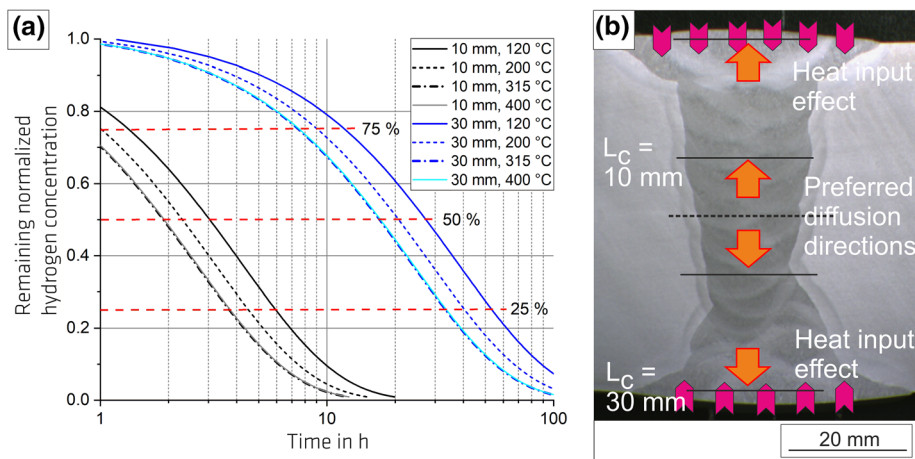 (a)
Remaining normalized
hydrogen concentration
1.0
0.8
0.6
0.4
0.2
0.0
75 %
50 %
25 %
10 mm, 120 °C
10 mm, 200 °C
10 mm, 315 °C
10 mm, 400 °C
30 mm, 120 °C
30 mm, 200 °C
30 mm, 315 °C
30 mm, 400 °C
1
10
100
Time in h
(b)
Heat input
effect
L_C =
10 mm
Preferred
diffusion
directions
Heat input
effect
L_C =
30 mm
20 mm